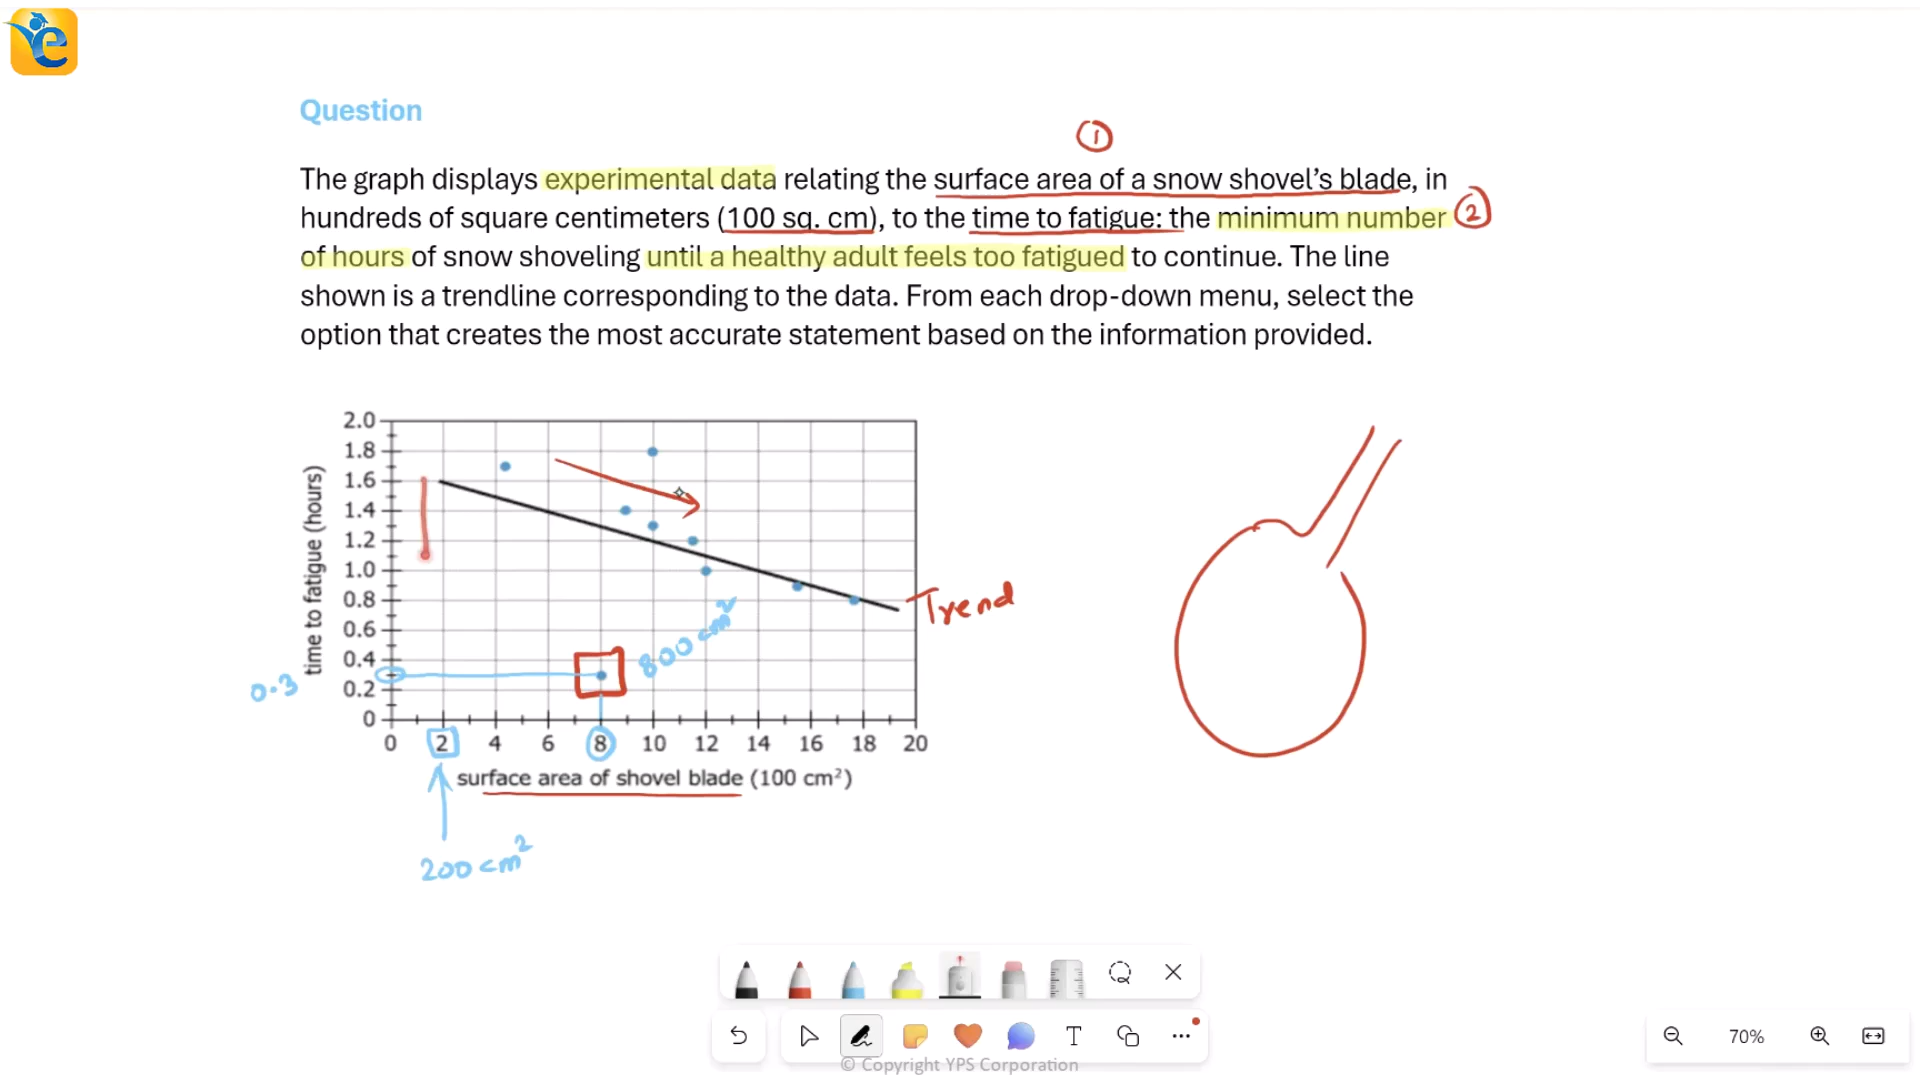 e
Question
①
The graph displays experimental data relating the surface area of a snow shovel’s blade, in
hundreds of square centimeters (100 sq. cm), to the time to fatigue: the minimum number ②
of hours of snow shoveling until a healthy adult feels too fatigued to continue. The line
shown is a trendline corresponding to the data. From each drop-down menu, select the
option that creates the most accurate statement based on the information provided.
time to fatigue (hours)
2.0
1.8
1.6
1.4
1.2
1.0
0.8
0.6
0.4
0.2
0
0.3
Trend
800 cm²
0 2 4 6 8 10 12 14 16 18 20
surface area of shovel blade (100 cm²)
200 cm²
T
70%
© Copyright YPS Corporation